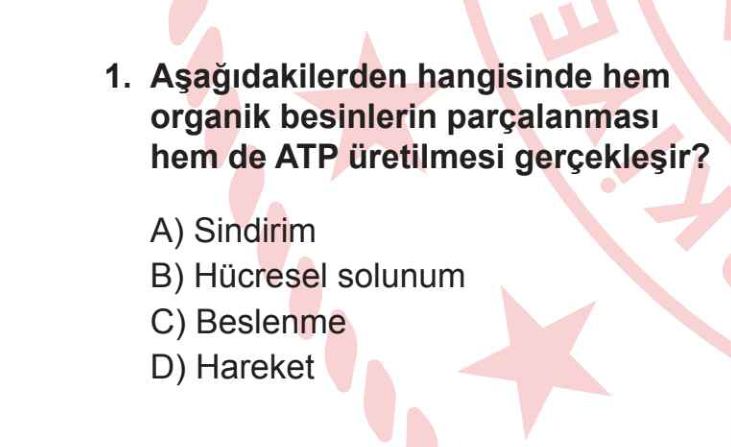 1. Aşağıdakilerden hangisinde hem
organik besinlerin parçalanması
hem de ATP üretilmesi gerçekleşir?
A) Sindirim
B) Hücresel solunum
C) Beslenme
D) Hareket